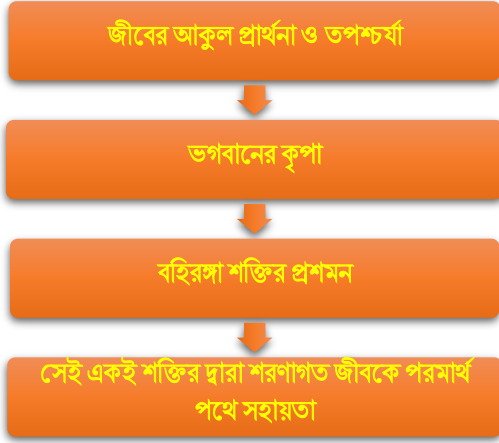 জীবের আকুল প্রার্থনা ও তপশ্চর্যা
ভগবানের কৃপা
বহিরঙ্গা শক্তির প্রশমন
সেই একই শক্তির দ্বারা শরণাগত জীবকে পরমার্থ
পথে সহায়তা